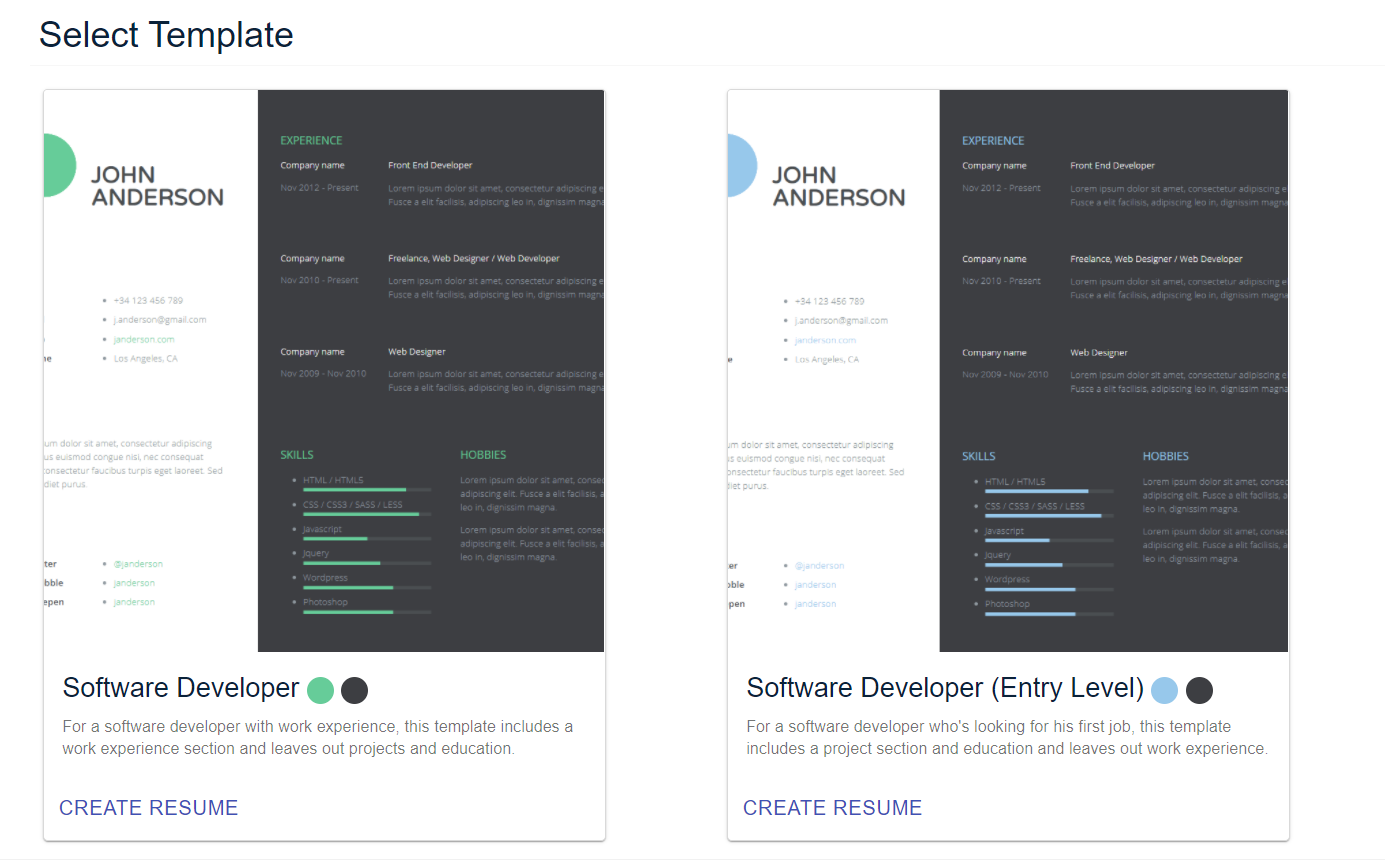 Select Template
JOHN
ANDERSON
+34 123 456 789
j.anderson@gmail.com
janderson.com
Los Angeles, CA
um dolor sit amet, consectetur adipiscing
us euismod congue nisi, nec consequat
consectetur faucibus turpis eget laoreet. Sed
diet purus.
ter @janderson
bble janderson
epen janderson
EXPERIENCE
Company name Front End Developer
Nov 2012 - Present Lorem ipsum dolor sit amet, consectetur adipiscing e
Fusce a elit facilisis, adipiscing leo in, dignissim magna
Company name Freelance, Web Designer / Web Developer
Nov 2010 - Present Lorem ipsum dolor sit amet, consectetur adipiscing e
Fusce a elit facilisis, adipiscing leo in, dignissim magna
Company name Web Designer
Nov 2009 - Nov 2010 Lorem ipsum dolor sit amet, consectetur adipiscing e
Fusce a elit facilisis, adipiscing leo in, dignissim magna
SKILLS
HTML / HTML5
CSS / CSS3 / SASS / LESS
Javascript
Jquery
Wordpress
Photoshop
HOBBIES
Lorem ipsum dolor sit amet, consec
adipiscing elit. Fusce a elit facilisis, a
leo in, dignissim magna.
Lorem ipsum dolor sit amet, consec
adipiscing elit. Fusce a elit facilisis, a
leo in, dignissim magna.
Software Developer
For a software developer with work experience, this template includes a
work experience section and leaves out projects and education.
CREATE RESUME
JOHN
ANDERSON
+34 123 456 789
j.anderson@gmail.com
janderson.com
Los Angeles, CA
um dolor sit amet, consectetur adipiscing
us euismod congue nisi, nec consequat
onsectetur faucibus turpis eget laoreet. Sed
diet purus.
er @janderson
bble janderson
pen janderson
EXPERIENCE
Company name Front End Developer
Nov 2012 - Present Lorem ipsum dolor sit amet, consectetur adipiscing e
Fusce a elit facilisis, adipiscing leo in, dignissim magna
Company name Freelance, Web Designer / Web Developer
Nov 2010 - Present Lorem ipsum dolor sit amet, consectetur adipiscing e
Fusce a elit facilisis, adipiscing leo in, dignissim magna
Company name Web Designer
Nov 2009 - Nov 2010 Lorem ipsum dolor sit amet, consectetur adipiscing e
Fusce a elit facilisis, adipiscing leo in, dignissim magna
SKILLS
HTML / HTML5
CSS / CSS3 / SASS / LESS
Javascript
Jquery
Wordpress
Photoshop
HOBBIES
Lorem ipsum dolor sit amet, consec
adipiscing elit. Fusce a elit facilisis, a
leo in, dignissim magna.
Lorem ipsum dolor sit amet, consec
adipiscing elit. Fusce a elit facilisis, a
leo in, dignissim magna.
Software Developer (Entry Level)
For a software developer who's looking for his first job, this template
includes a project section and education and leaves out work experience.
CREATE RESUME